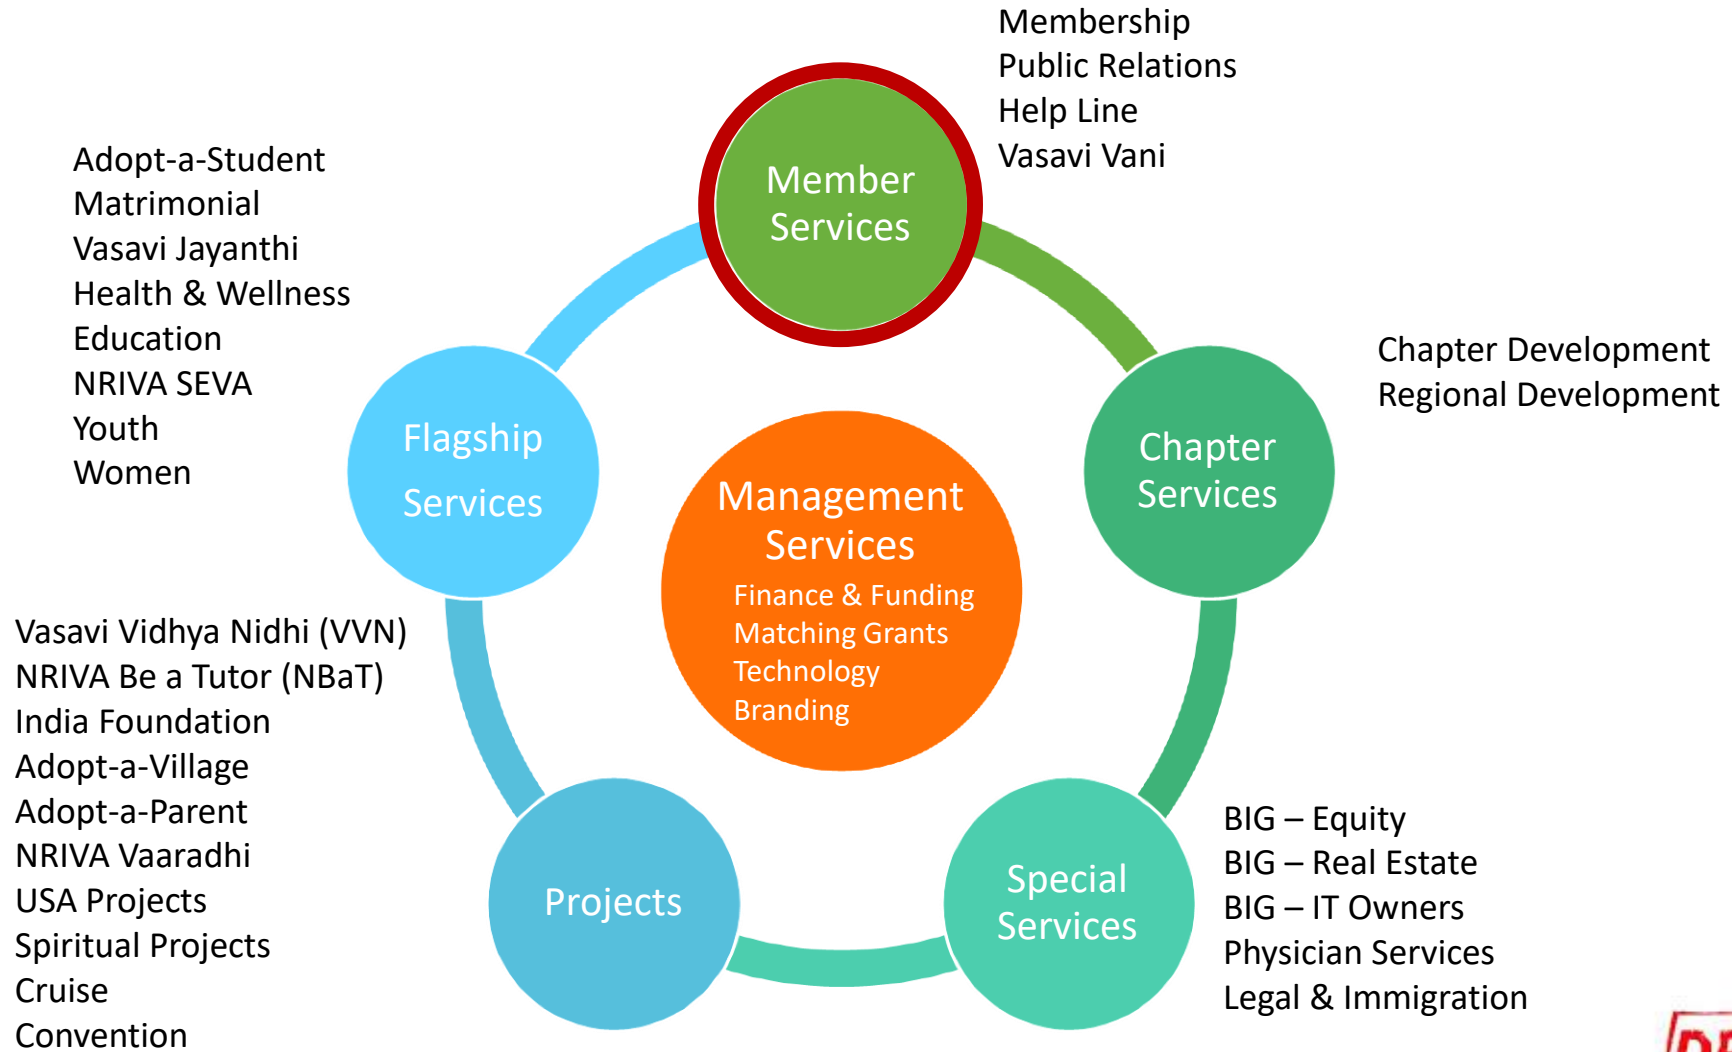 Membership
Public Relations
Help Line
Vasavi Vani
Member
Services
Adopt-a-Student
Matrimonial
Vasavi Jayanthi
Health & Wellness
Education
NRIVA SEVA
Youth
Women
Flagship
Services
Chapter Development
Regional Development
Chapter
Services
Management
Services
Finance & Funding
Matching Grants
Technology
Branding
Vasavi Vidhya Nidhi (VVN)
NRIVA Be a Tutor (NBaT)
India Foundation
Adopt-a-Village
Adopt-a-Parent
NRIVA Vaaradhi
USA Projects
Spiritual Projects
Cruise
Convention
Projects
Special
Services
BIG – Equity
BIG – Real Estate
BIG – IT Owners
Physician Services
Legal & Immigration